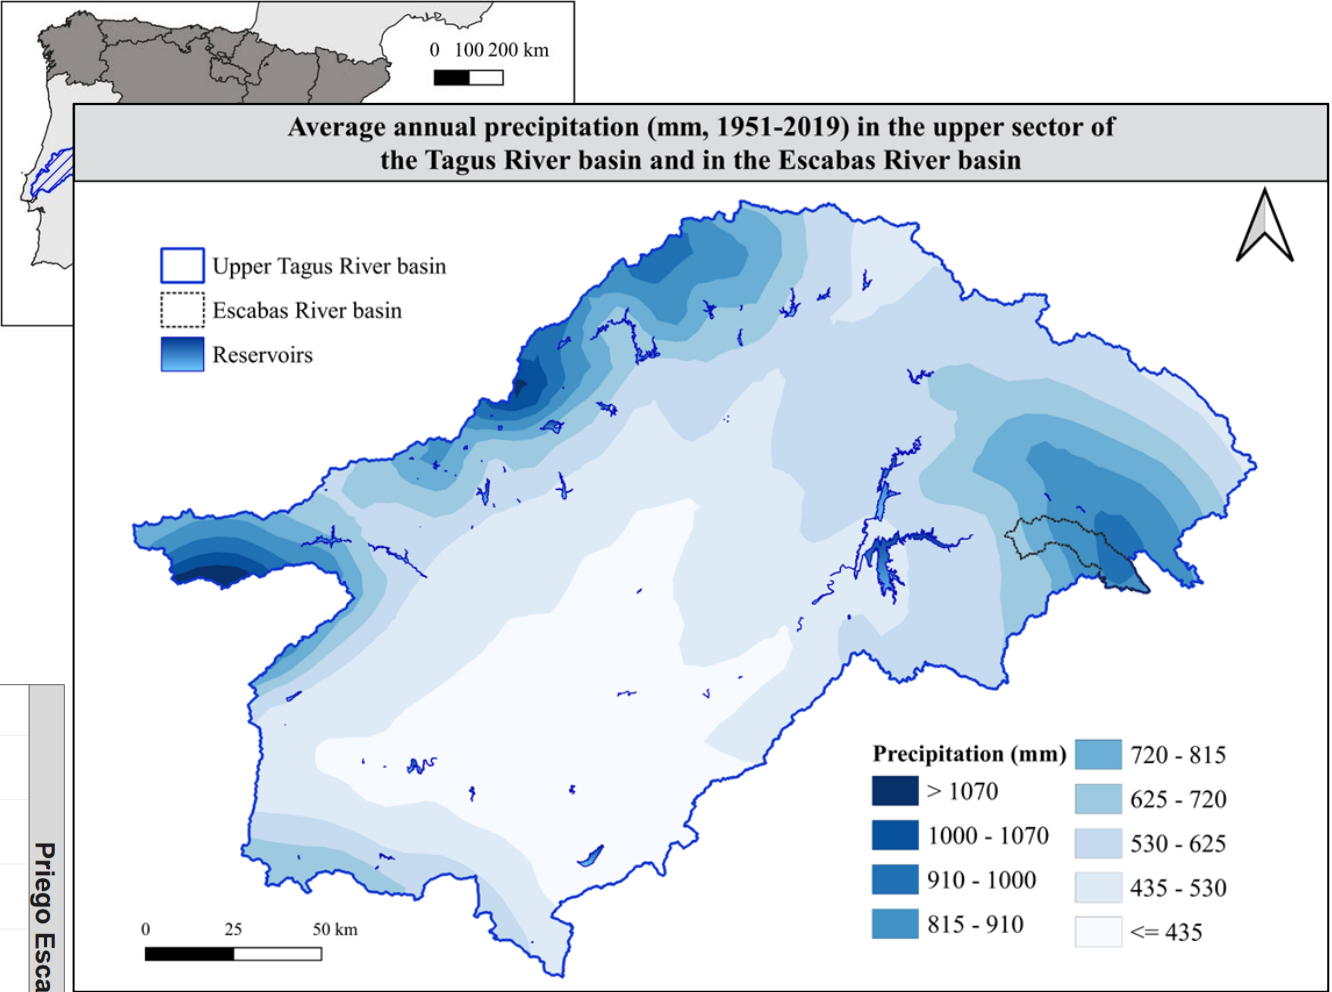 0 100 200 km
Average annual precipitation (mm, 1951-2019) in the upper sector of
the Tagus River basin and in the Escabas River basin
Upper Tagus River basin
Escabas River basin
Reservoirs
Precipitation (mm)
> 1070
1000 - 1070
910 - 1000
815 - 910
720 - 815
625 - 720
530 - 625
435 - 530
<= 435
0 25 50 km
Priego Esca